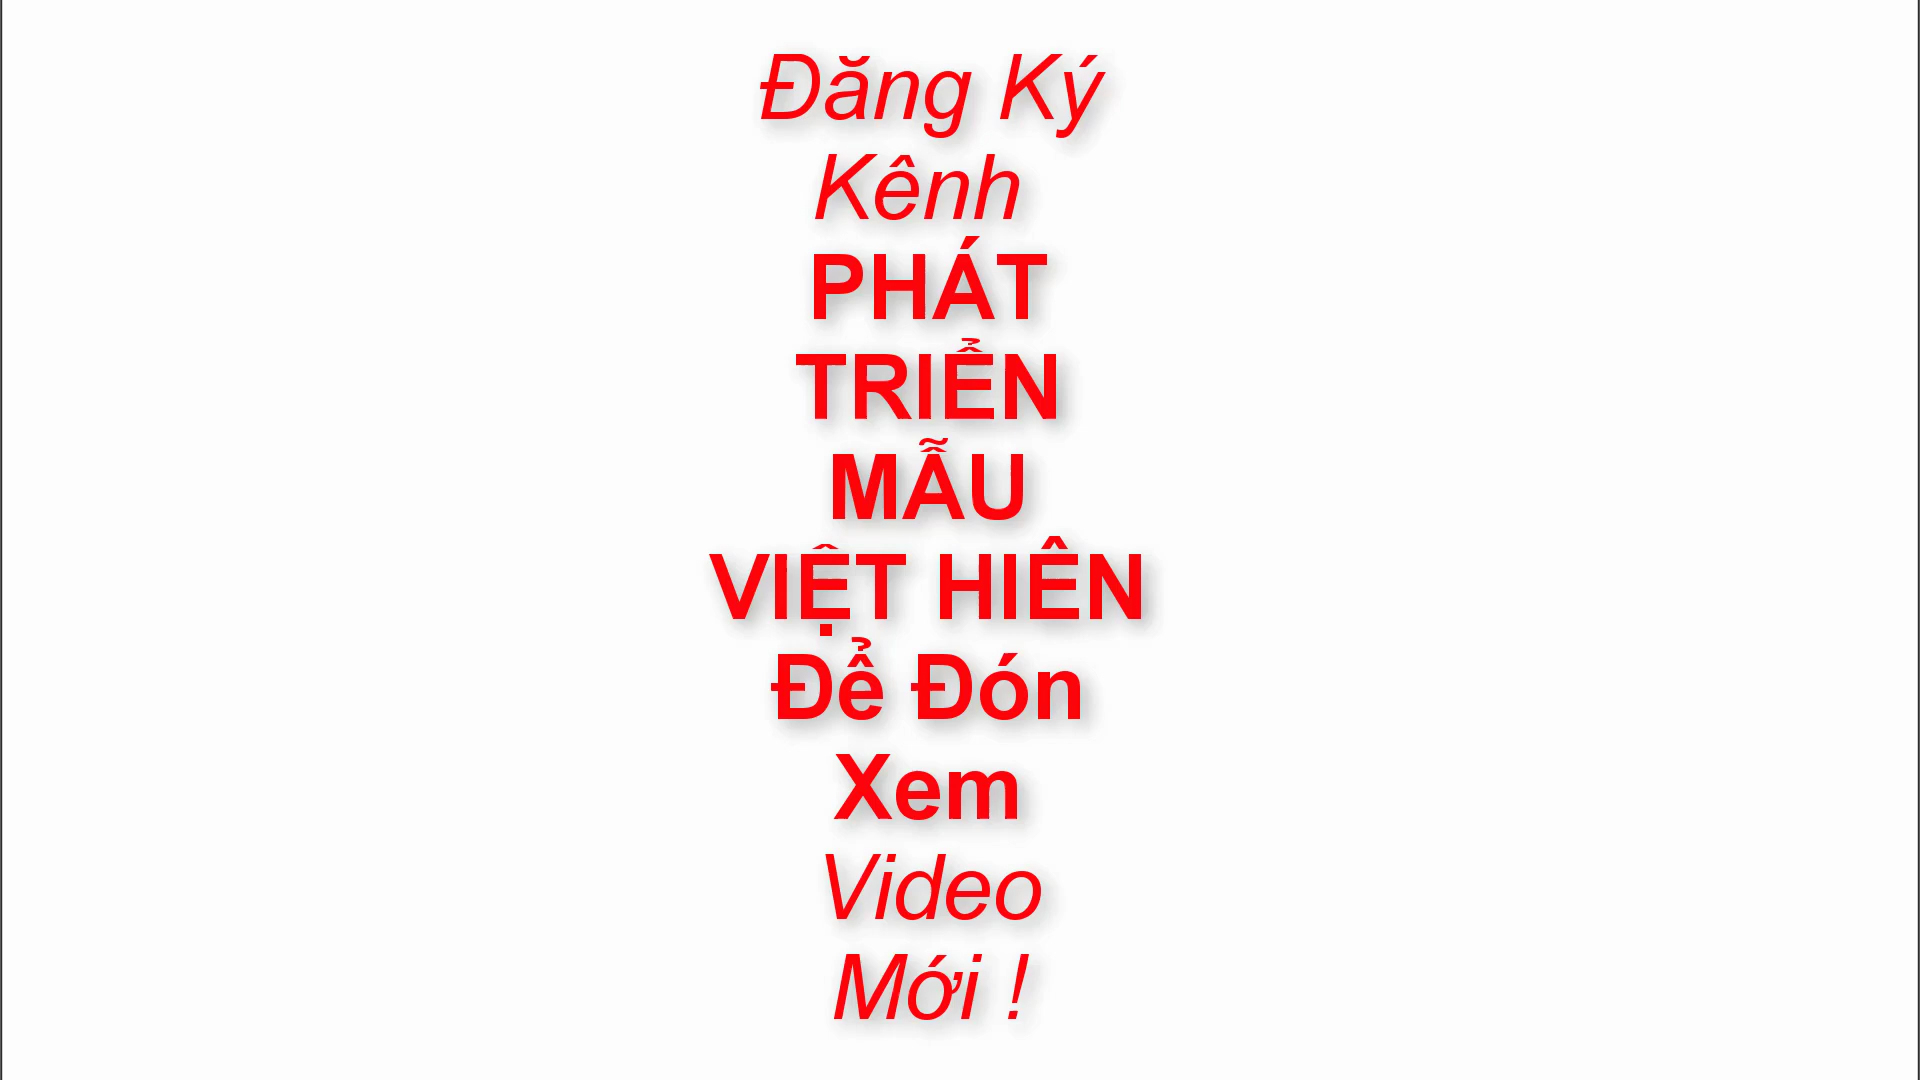 Đăng Ký
Kênh
PHÁT
TRIỂN
MẪU
VIỆT HIÊN
Để Đón
Xem
Video
Mới !